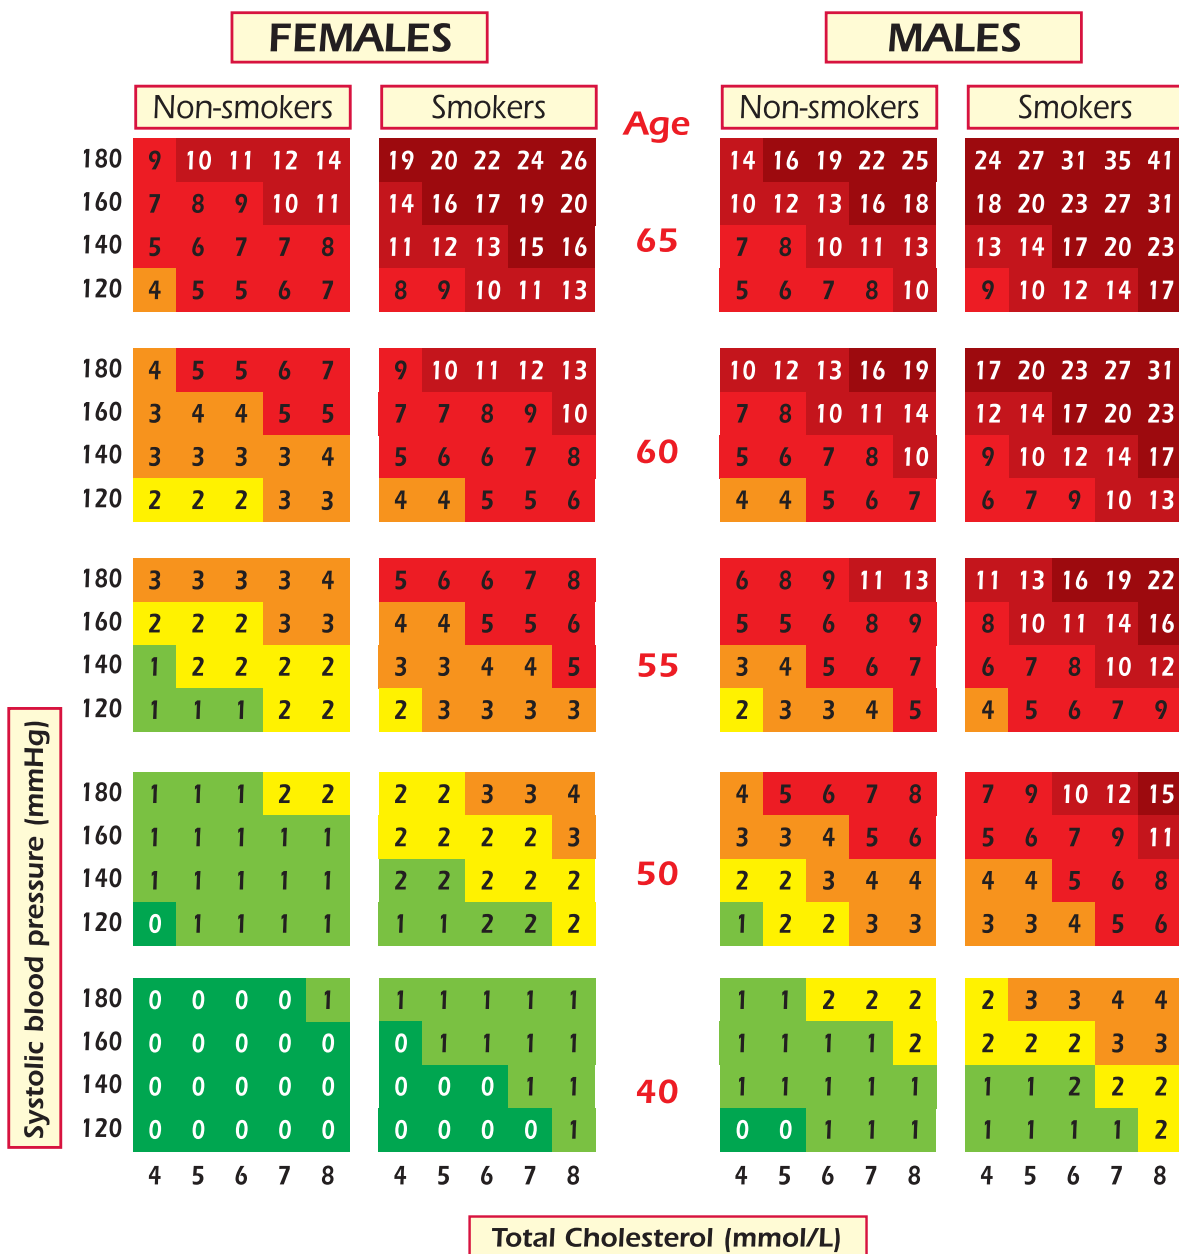 FEMALES MALES
Non-smokers Smokers Age Non-smokers Smokers
180 9 10 11 12 14 19 20 22 24 26 14 16 19 22 25 24 27 31 35 41
160 7 8 9 10 11 14 16 17 19 20 10 12 13 16 18 18 20 23 27 31
65
140 5 6 7 7 8 11 12 13 15 16 7 8 10 11 13 13 14 17 20 23
120 4 5 5 6 7 8 9 10 11 13 5 6 7 8 10 9 10 12 14 17
180 4 5 5 6 7 9 10 11 12 13 10 12 13 16 19 17 20 23 27 31
160 3 4 4 5 5 7 7 8 9 10 7 8 10 11 14 12 14 17 20 23
60
140 3 3 3 3 4 5 6 6 7 8 5 6 7 8 10 9 10 12 14 17
120 2 2 2 3 3 4 4 5 5 6 4 4 5 6 7 6 7 9 10 13
180 3 3 3 3 4 5 6 6 7 8 6 8 9 11 13 11 13 16 19 22
160 2 2 2 3 3 4 4 5 5 6 5 5 6 8 9 8 10 11 14 16
55
140 1 2 2 2 2 3 3 4 4 5 3 4 5 6 7 6 7 8 10 12
120 1 1 1 2 2 2 3 3 3 3 2 3 3 4 5 4 5 6 7 9
180 1 1 1 2 2 2 2 3 3 4 4 5 6 7 8 7 9 10 12 15
160 1 1 1 1 1 2 2 2 2 3 3 3 4 5 6 5 6 7 9 11
50
140 1 1 1 1 1 2 2 2 2 2 2 2 3 4 4 4 4 5 6 8
120 0 1 1 1 1 1 1 2 2 2 1 2 2 3 3 3 3 4 5 6
180 0 0 0 0 1 1 1 1 1 1 1 1 2 2 2 2 3 3 4 4
160 0 0 0 0 0 0 1 1 1 1 1 1 1 1 2 2 2 2 3 3
40
140 0 0 0 0 0 0 0 0 1 1 1 1 1 1 1 1 1 2 2 2
120 0 0 0 0 0 0 0 0 0 1 0 0 1 1 1 1 1 1 1 2
4 5 6 7 8 4 5 6 7 8 4 5 6 7 8 4 5 6 7 8
Systolic blood pressure (mmHg)
Total Cholesterol (mmol/L)